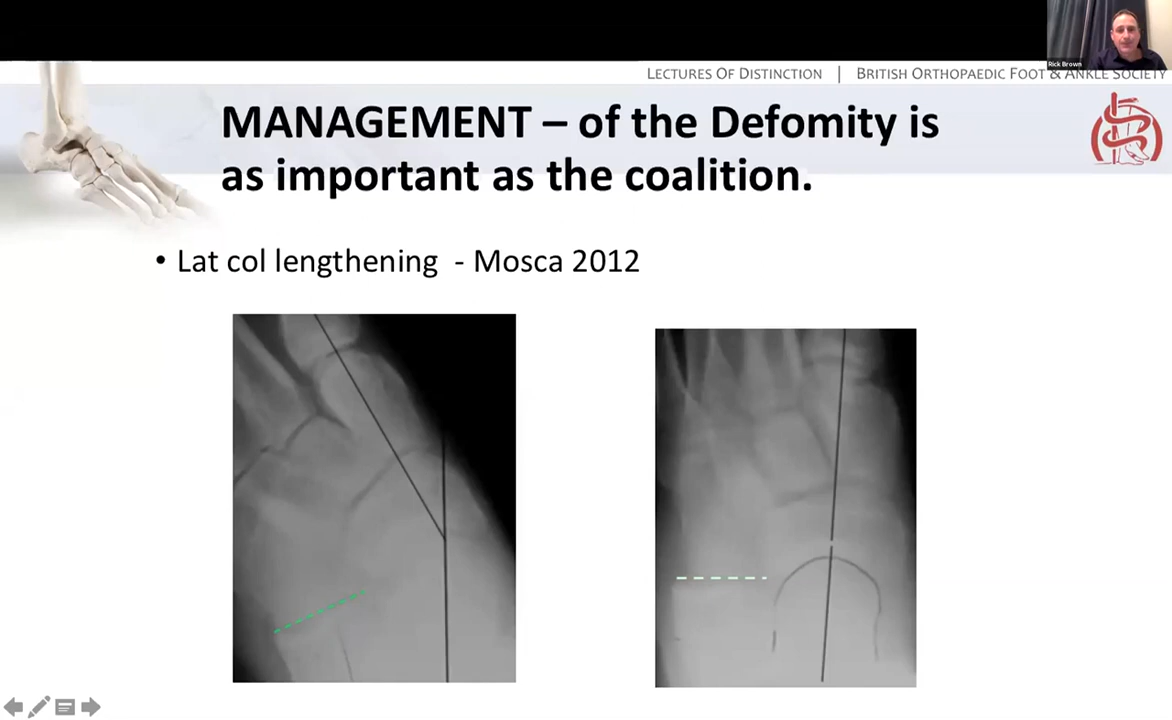 Rick Brown
LECTURES OF DISTINCTION | BRITISH ORTHOPAEDIC FOOT & ANKLE SOCIETY
MANAGEMENT – of the Defomity is
as important as the coalition.
• Lat col lengthening - Mosca 2012